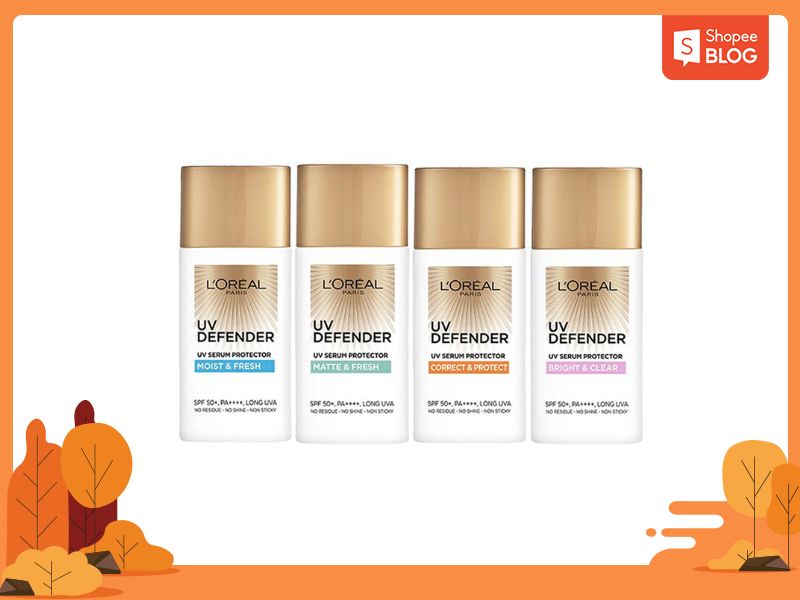 S
Shopee
BLOG
L'ORÉAL
PARIS
UV
DEFENDER
UV SERUM PROTECTOR
MOIST & FRESH
SPF 50+, PA++++, LONG UVA
NO RESIDUE - NO SHINE - NON STICKY
L'ORÉAL
PARIS
UV
DEFENDER
UV SERUM PROTECTOR
MATTE & FRESH
SPF 50+, PA++++, LONG UVA
NO RESIDUE - NO SHINE - NON STICKY
L'ORÉAL
PARIS
UV
DEFENDER
UV SERUM PROTECTOR
CORRECT & PROTECT
SPF 50+, PA++++, LONG UVA
NO RESIDUE - NO SHINE - NON STICKY
L'ORÉAL
PARIS
UV
DEFENDER
UV SERUM PROTECTOR
BRIGHT & CLEAR
SPF 50+, PA++++, LONG UVA
NO RESIDUE - NO SHINE - NON STICKY